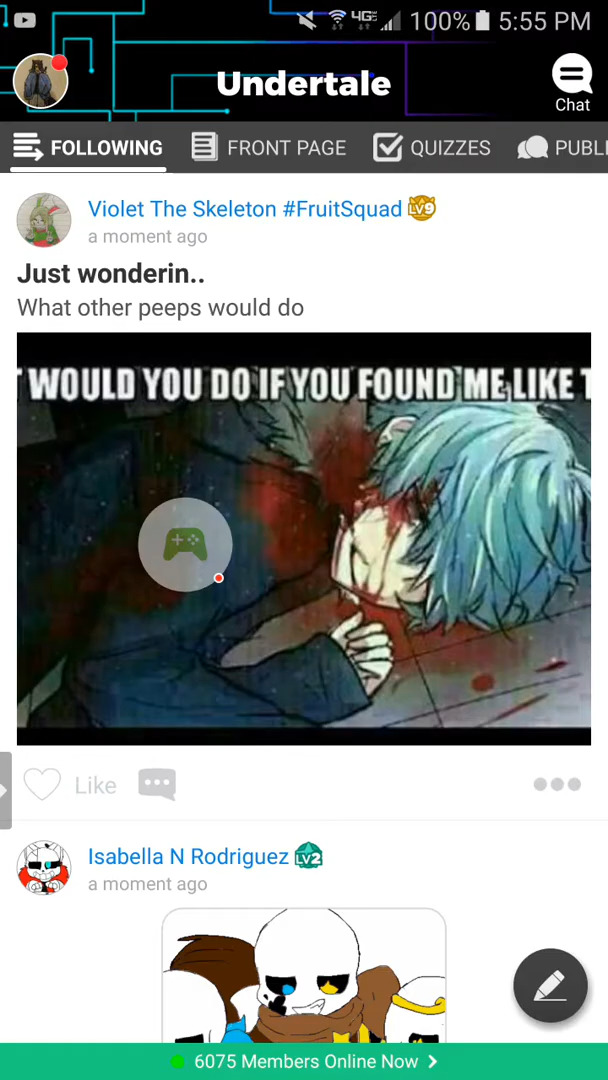 100% 5:55 PM
Undertale
Chat
FOLLOWING FRONT PAGE QUIZZES PUBLI
Violet The Skeleton #FruitSquad LV9
a moment ago
Just wonderin..
What other peeps would do
WOULD YOU DO IF YOU FOUND ME LIKE T
Like
Isabella N Rodriguez LV2
a moment ago
6075 Members Online Now